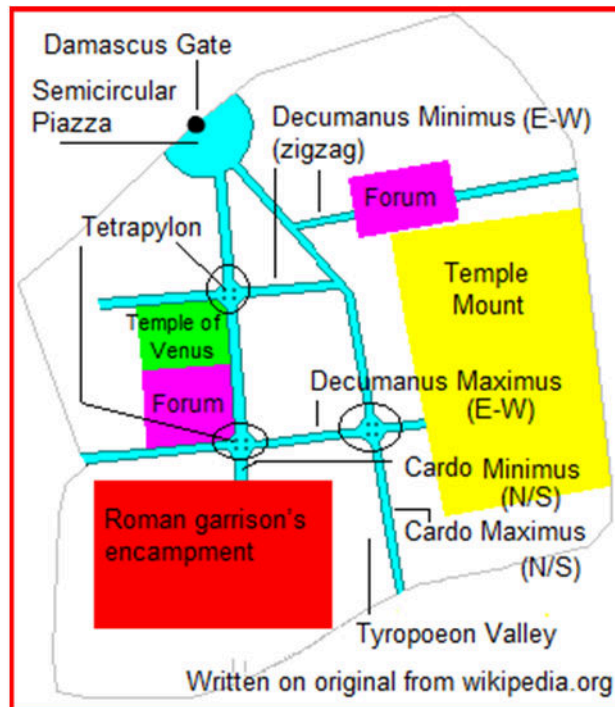 Damascus Gate
Semicircular
Piazza
Decumanus Minimus (E-W)
(zigzag)
Forum
Tetrapylon
Temple
Mount
Temple of
Venus
Forum
Decumanus Maximus
(E-W)
Cardo Minimus
(N/S)
Roman garrison's
encampment
Cardo Maximus
(N/S)
Tyropoeon Valley
Written on original from wikipedia.org